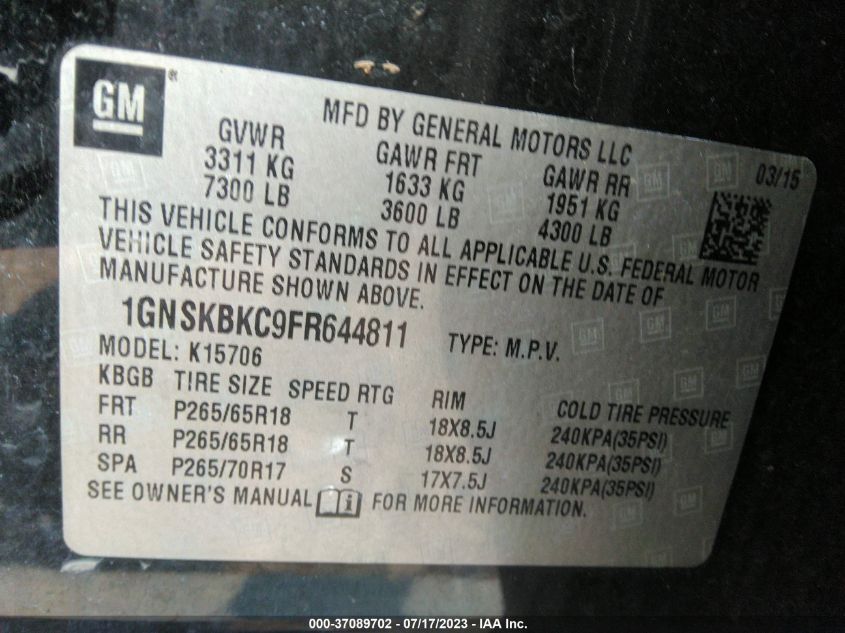 GM ®
MFD BY GENERAL MOTORS LLC
03/15
GVWR GAWR FRT GAWR RR
3311 KG 1633 KG 1951 KG
7300 LB 3600 LB 4300 LB
THIS VEHICLE CONFORMS TO ALL APPLICABLE U.S. FEDERAL MOTOR
VEHICLE SAFETY STANDARDS IN EFFECT ON THE DATE OF
MANUFACTURE SHOWN ABOVE.
1GNSKBKC9FR644811 TYPE: M.P.V.
MODEL: K15706
KBGB TIRE SIZE SPEED RTG RIM COLD TIRE PRESSURE
FRT P265/65R18 T 18X8.5J 240KPA(35PSI)
RR P265/65R18 T 18X8.5J 240KPA(35PSI)
SPA P265/70R17 S 17X7.5J 240KPA(35PSI)
SEE OWNER'S MANUAL i FOR MORE INFORMATION.
000-37089702 - 07/17/2023 - IAA Inc.